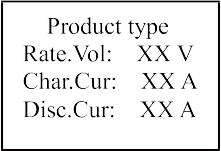 Product type
Rate.Vol: XX V
Char.Cur: XX A
Disc.Cur: XX A